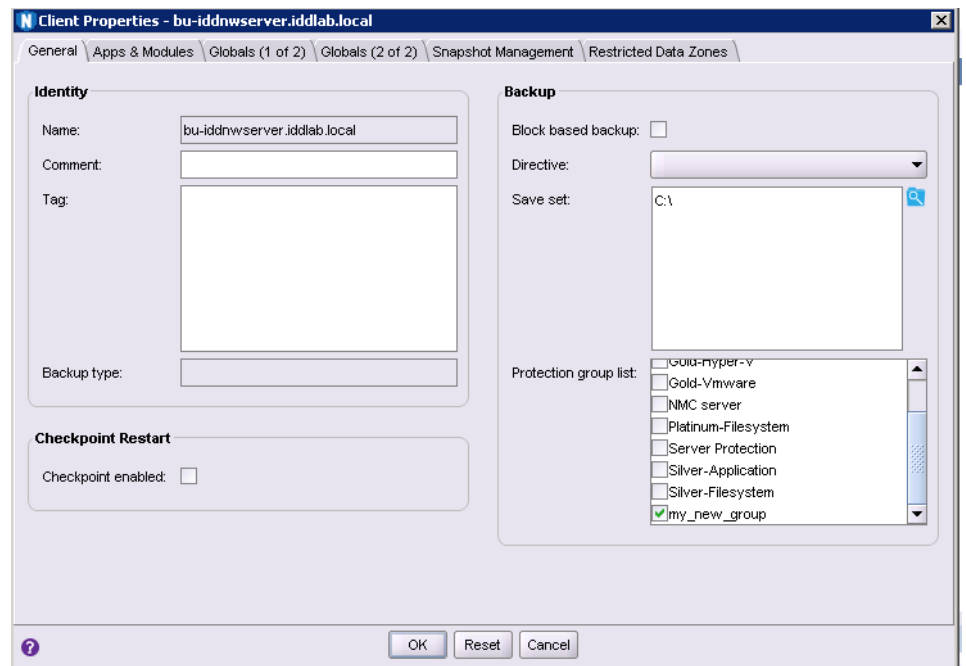 Client Properties - bu-iddnwserver.iddlab.local
General Apps & Modules Globals (1 of 2) Globals (2 of 2) Snapshot Management Restricted Data Zones
Identity
Name: bu-iddnwserver.iddlab.local
Comment:
Tag:
Backup type:
Checkpoint Restart
Checkpoint enabled:
Backup
Block based backup:
Directive:
Save set: C:\
Protection group list:
Gold-Hyper-V
Gold-Vmware
NMC server
Platinum-Filesystem
Server Protection
Silver-Application
Silver-Filesystem
my_new_group
OK Reset Cancel